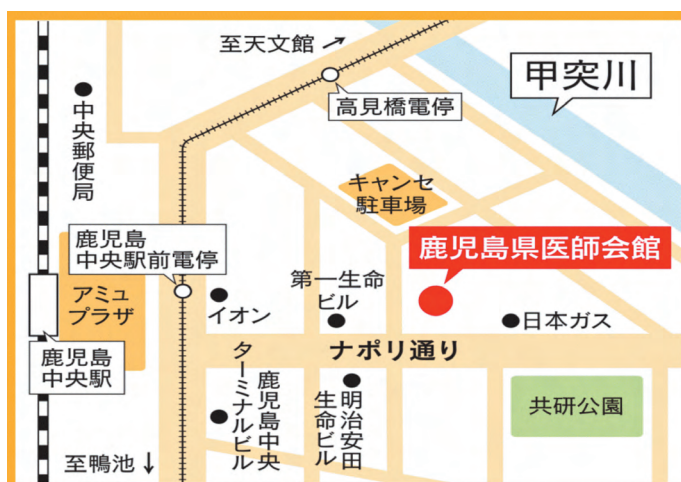 至天文館
甲突川
高見橋電停
中央郵便局
キャンセ
駐車場
鹿児島
中央駅前電停
鹿児島県医師会館
第一生命
ビル
アミュ
プラザ
イオン
日本ガス
ナポリ通り
鹿児島
中央駅
鹿児島中央
ターミナルビル
明治安田
生命ビル
共研公園
至鴨池